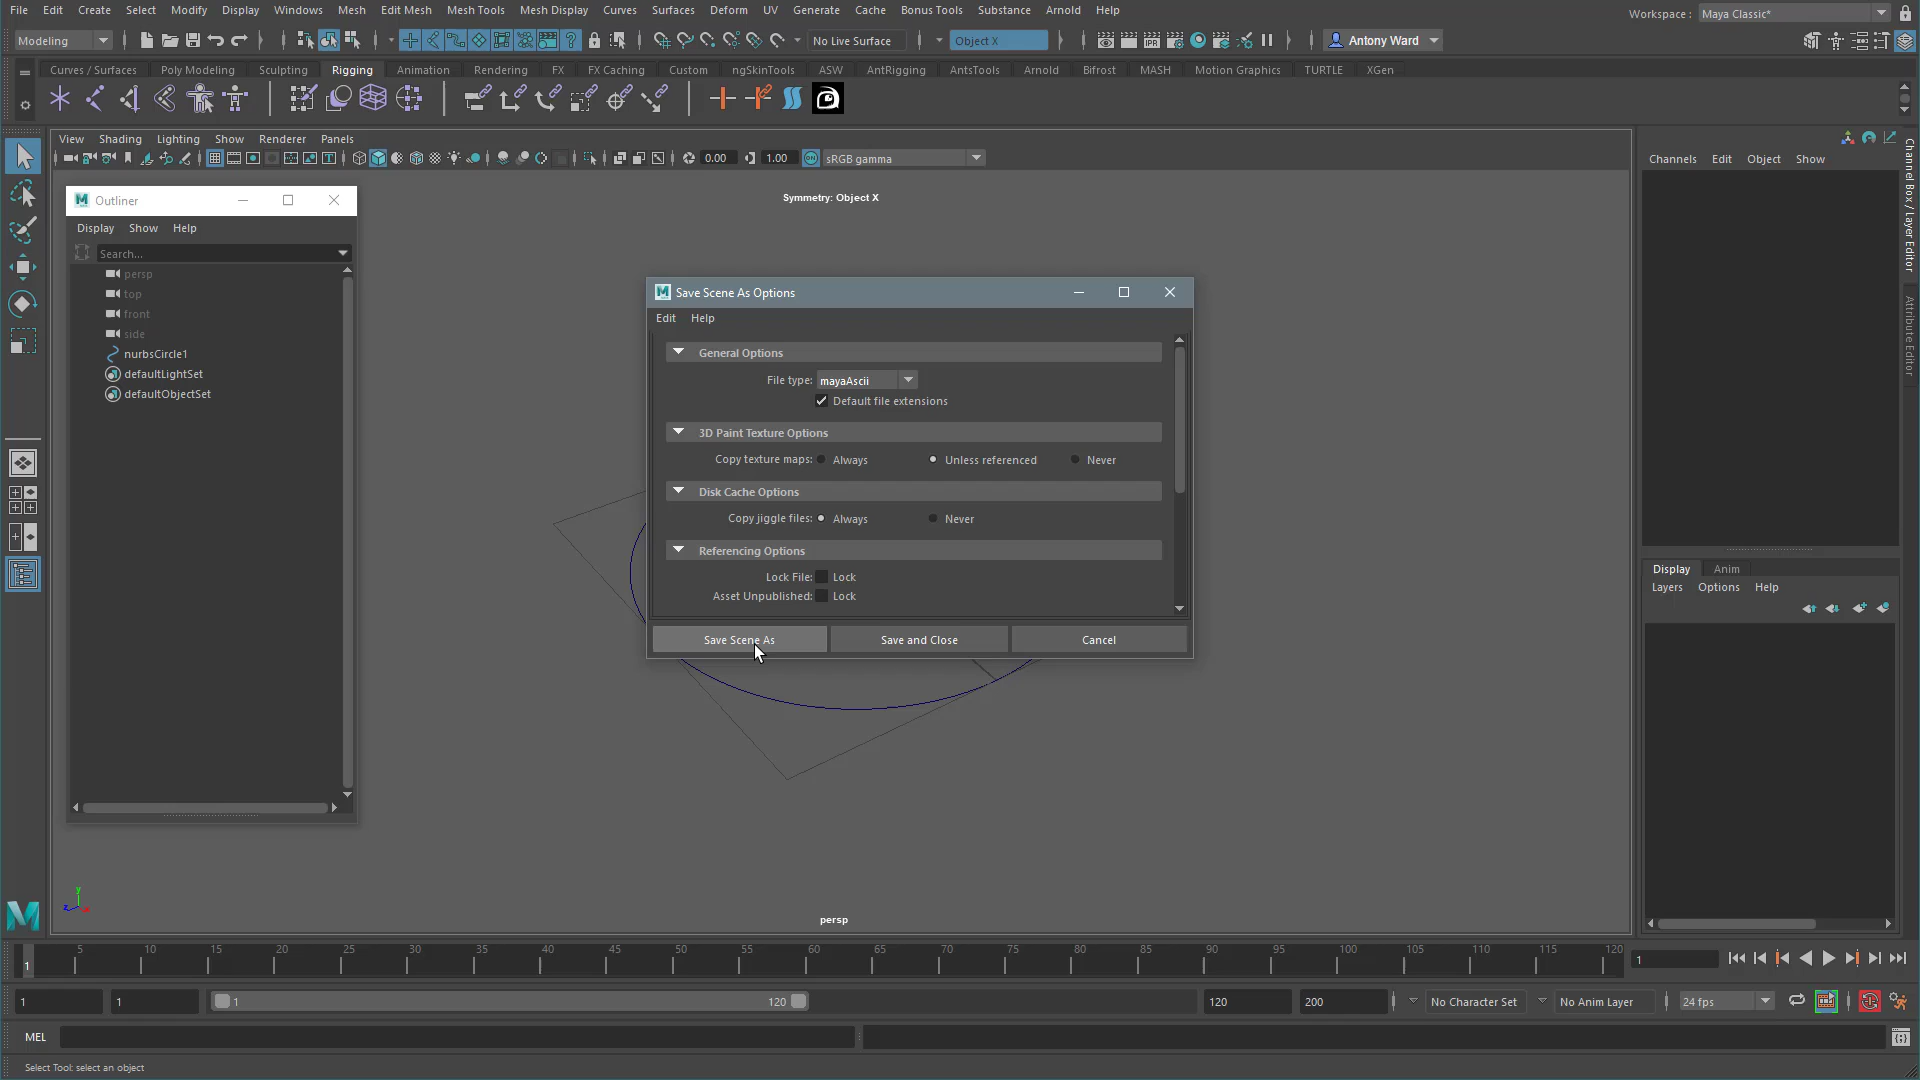 File Edit Create Select Modify Display Windows Mesh Edit Mesh Mesh Tools Mesh Display Curves Surfaces Deform UV Generate Cache Bonus Tools Substance Arnold Help
Workspace : Maya Classic*
Modeling No Live Surface Object X Antony Ward
Curves / Surfaces Poly Modeling Sculpting Rigging Animation Rendering FX FX Caching Custom ngSkinTools ASW AntRigging AntsTools Arnold Bifrost MASH Motion Graphics TURTLE XGen
View Shading Lighting Show Renderer Panels
0.00 1.00 ON sRGB gamma
Symmetry: Object X
Outliner
Display Show Help
Search...
persp
top
front
side
nurbsCircle1
defaultLightSet
defaultObjectSet
Save Scene As Options
Edit Help
General Options
File type: mayaAscii
Default file extensions
3D Paint Texture Options
Copy texture maps: Always Unless referenced Never
Disk Cache Options
Copy jiggle files: Always Never
Referencing Options
Lock File: Lock
Asset Unpublished: Lock
Save Scene As Save and Close Cancel
y
z
persp
Channels Edit Object Show
Channel Box / Layer Editor
Attribute Editor
Display Anim
Layers Options Help
5 10 15 20 25 30 35 40 45 50 55 60 65 70 75 80 85 90 95 100 105 110 115 120
1
1
1 1 1 120 120 200 No Character Set No Anim Layer 24 fps
MEL
Select Tool: select an object